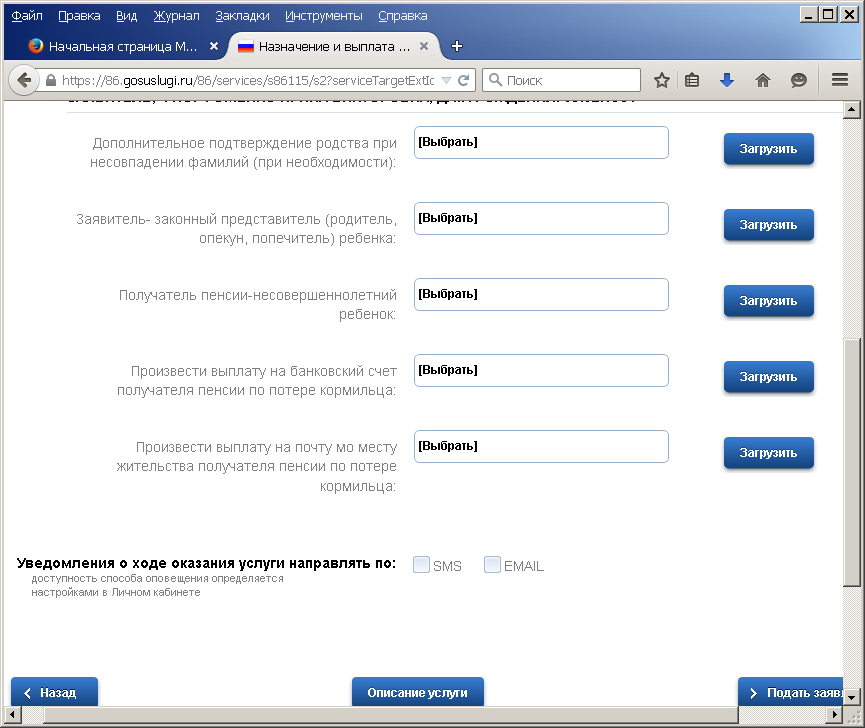 Файл Правка Вид Журнал Закладки Инструменты Справка
Начальная страница M... Назначение и выплата ...
https://86.gosuslugi.ru/86/services/s86115/s2?serviceTargetExtIc Поиск
Дополнительное подтверждение родства при
несовпадении фамилий (при необходимости):
[Выбрать]
Загрузить
Заявитель- законный представитель (родитель,
опекун, попечитель) ребенка:
[Выбрать]
Загрузить
Получатель пенсии-несовершеннолетний
ребенок:
[Выбрать]
Загрузить
Произвести выплату на банковский счет
получателя пенсии по потере кормильца:
[Выбрать]
Загрузить
Произвести выплату на почту мо месту
жительства получателя пенсии по потере
кормильца:
[Выбрать]
Загрузить
Уведомления о ходе оказания услуги направлять по:
SMS EMAIL
доступность способа оповещения определяется
настройками в Личном кабинете
Назад Описание услуги Подать заяв